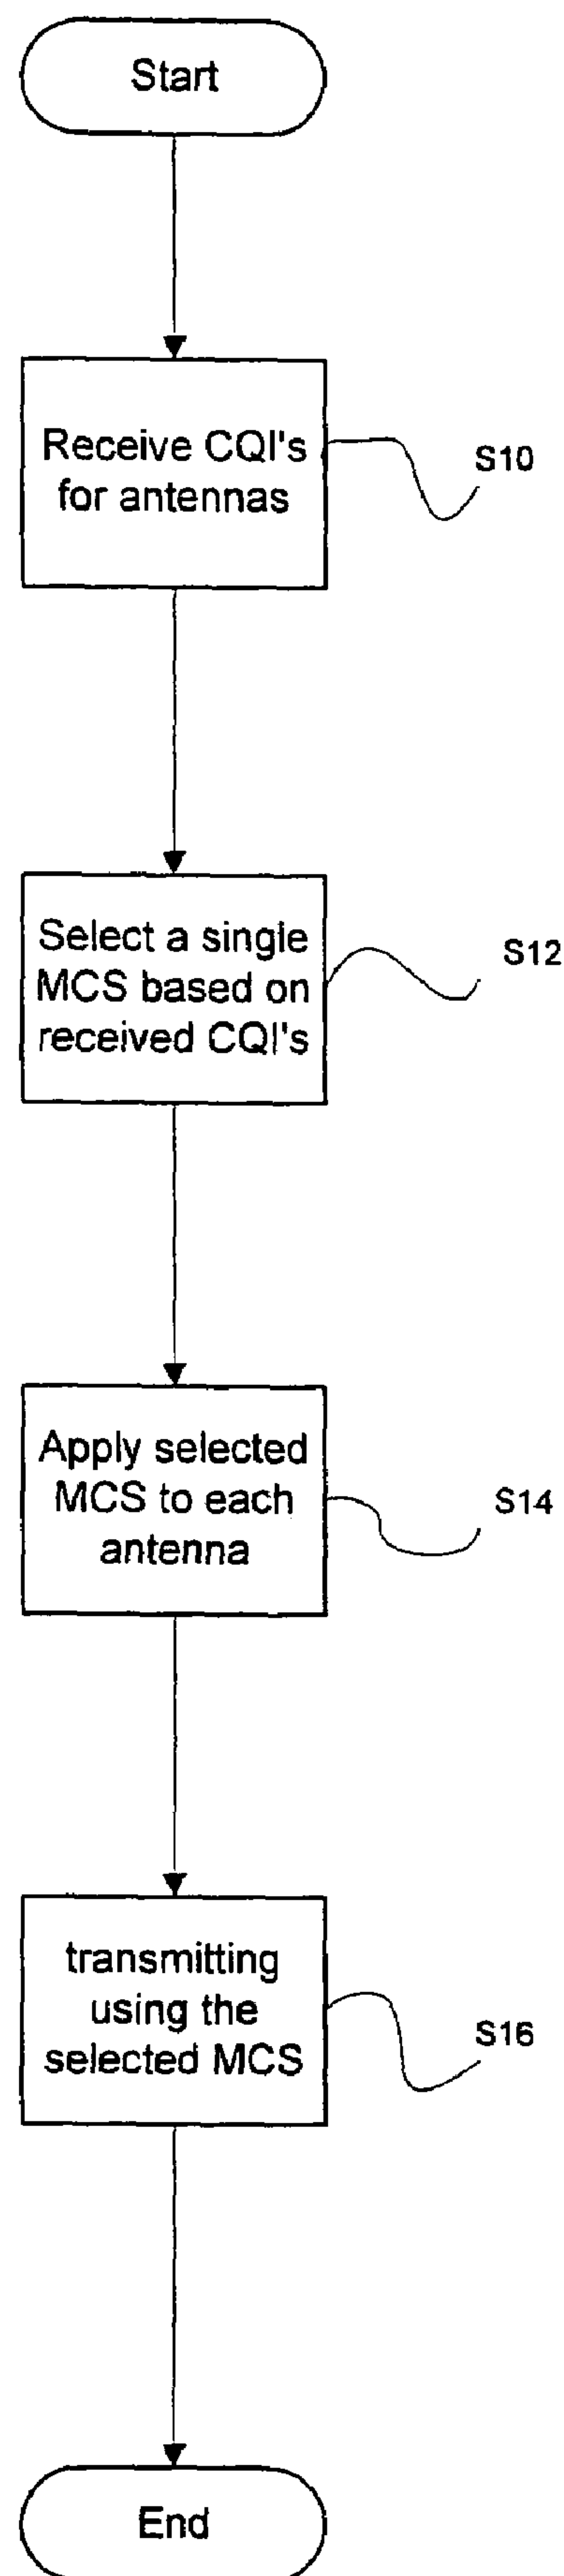 Start
Receive CQI's
for antennas
S10
Select a single
MCS based on
received CQI's
S12
Apply selected
MCS to each
antenna
S14
transmitting
using the
selected MCS
S16
End